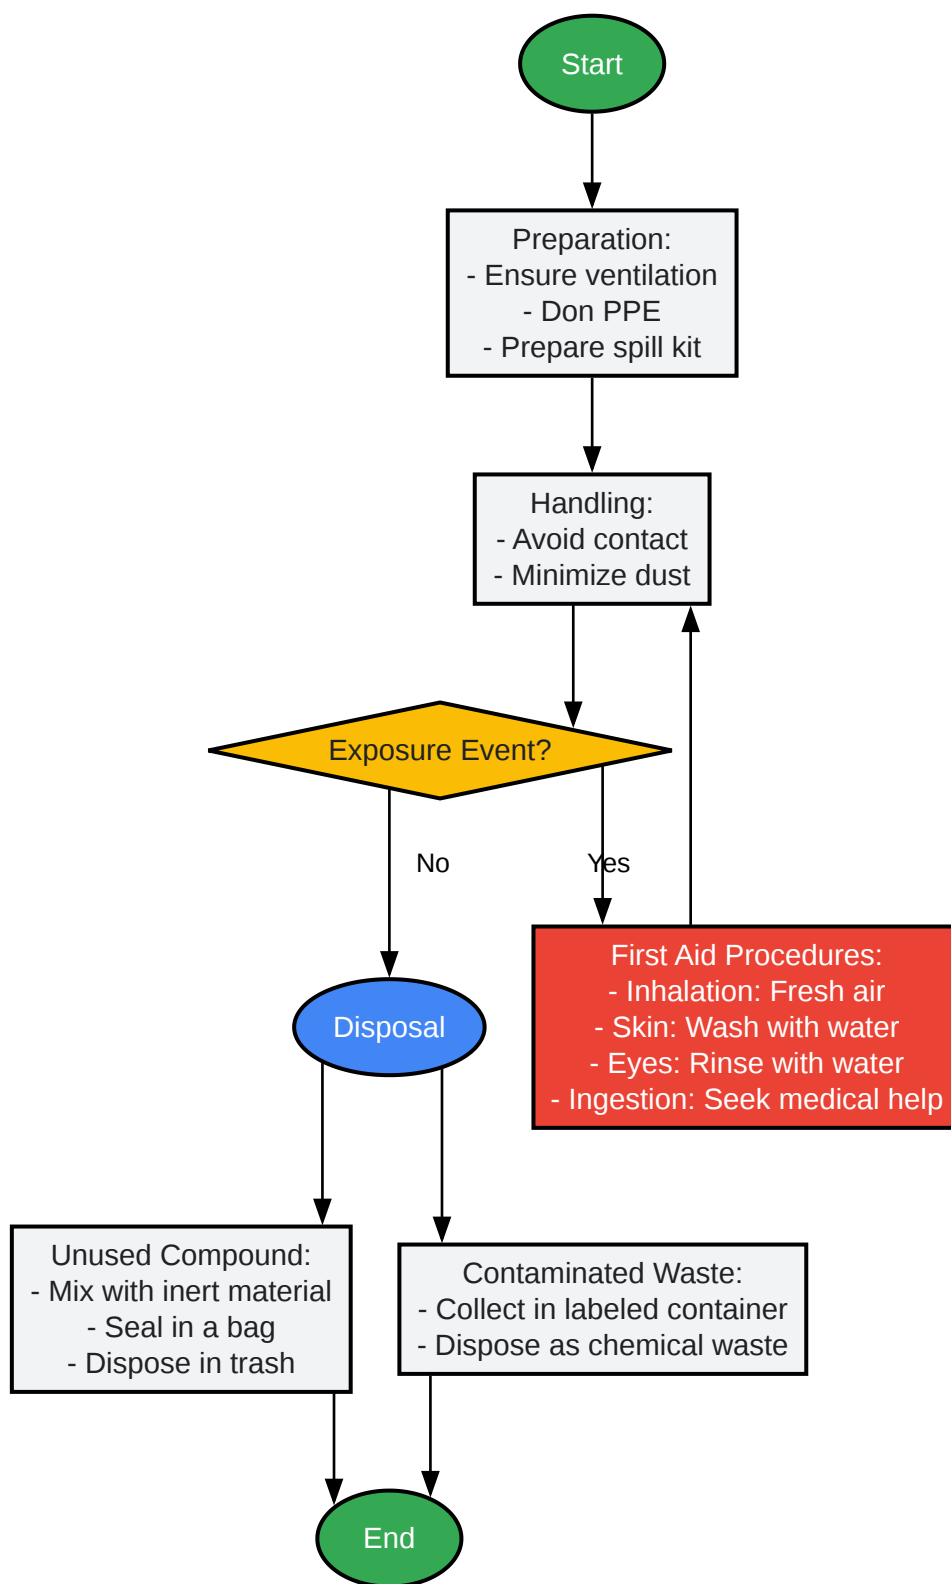 Start
Preparation:
- Ensure ventilation
- Don PPE
- Prepare spill kit
Handling:
- Avoid contact
- Minimize dust
Exposure Event?
No
Yes
First Aid Procedures:
- Inhalation: Fresh air
- Skin: Wash with water
- Eyes: Rinse with water
- Ingestion: Seek medical help
Disposal
Unused Compound:
- Mix with inert material
- Seal in a bag
- Dispose in trash
Contaminated Waste:
- Collect in labeled container
- Dispose as chemical waste
End